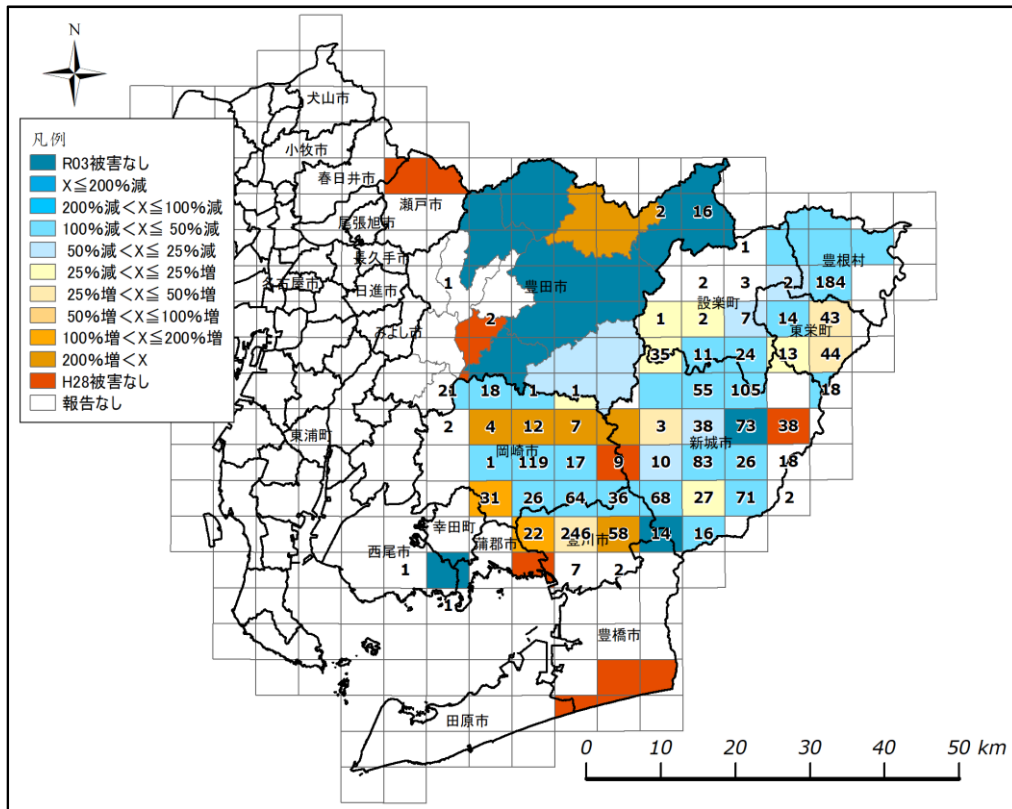 N
犬山市
小牧市
春日井市
瀬戸市
尾張旭市
長久手市
名古屋市
日進市
豊田市
みよし市
東浦町
設楽町
豊根村
東栄町
岡崎市
新城市
幸田町
蒲郡市
豊川市
西尾市
豊橋市
田原市
凡例
R03被害なし
X≦200%減
200%減<X≦100%減
100%減<X≦50%減
50%減<X≦25%減
25%減<X≦25%増
25%増<X≦50%増
50%増<X≦100%増
100%増<X≦200%増
200%増<X
H28被害なし
報告なし
2 16
1
1 2 3 2 184
2 1 2 7 14 43
35 11 24 13 44
21 18 1 1 55 105 18
2 4 12 7 3 38 73 38
1 119 17 9 10 83 26 18
31 26 64 36 68 27 71 2
22 246 58 14 16
1 7 2
0 10 20 30 40 50 km